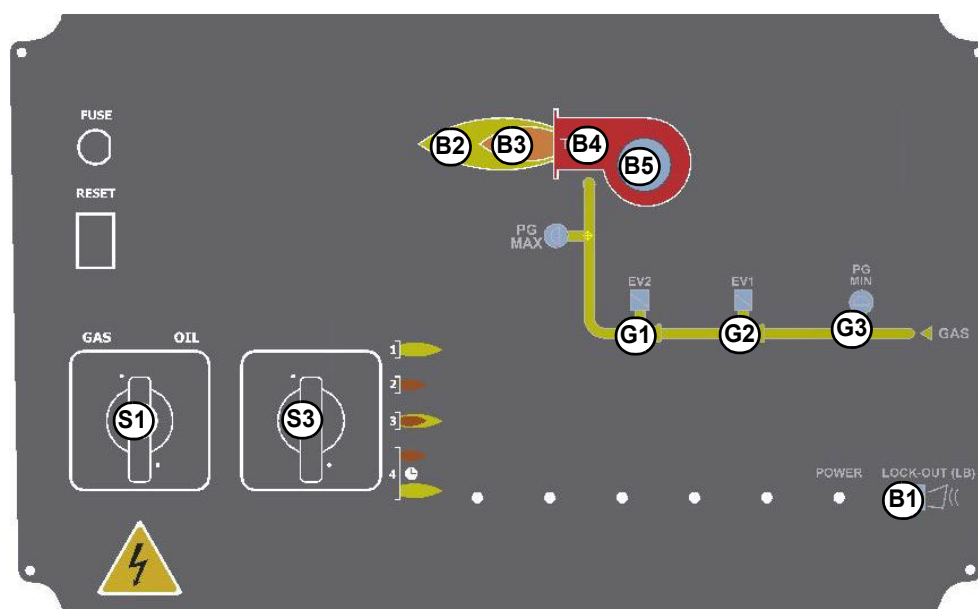 FUSE
B2
B3
B4
B5
RESET
PG
MAX
EV2
EV1
PG
MIN
G1
G2
G3
GAS
GAS
OIL
1
2
3
4
S1
S3
POWER
LOCK-OUT (LB)
B1